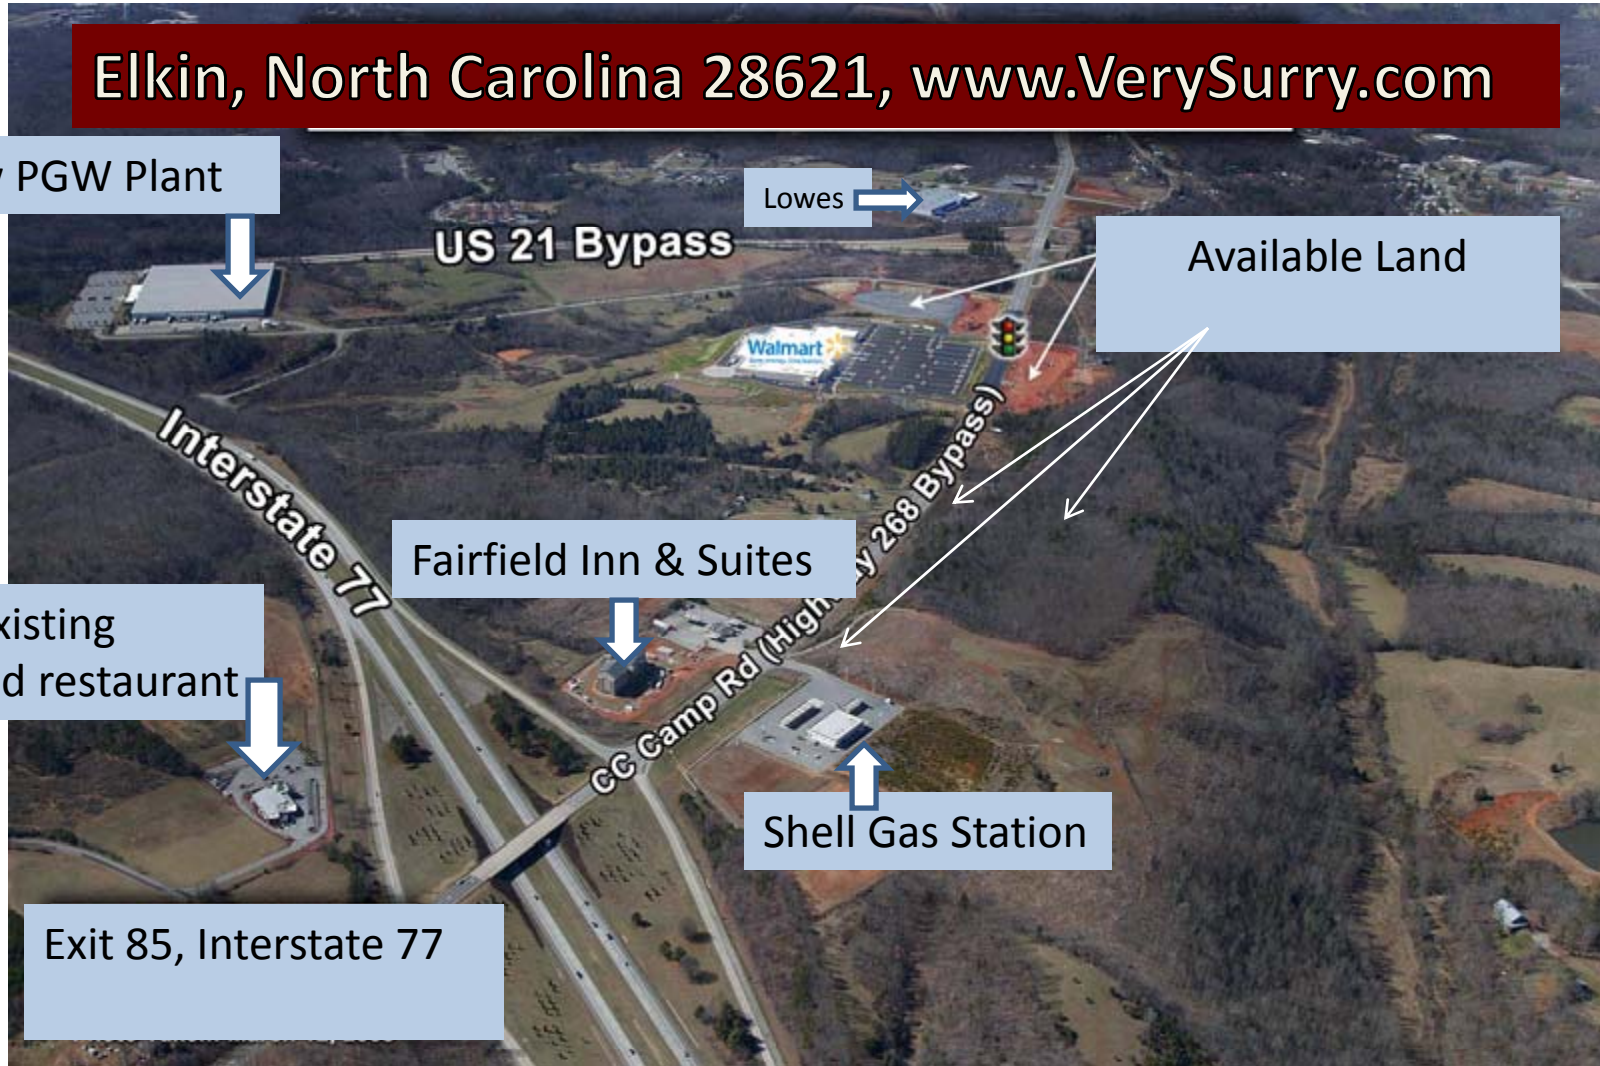 Elkin, North Carolina 28621, www.VerySurry.com
PGW Plant
Lowes
US 21 Bypass
Available Land
Walmart
Interstate 77
CC Camp Rd (Highway 268 Bypass)
Fairfield Inn & Suites
xisting
d restaurant
Shell Gas Station
Exit 85, Interstate 77